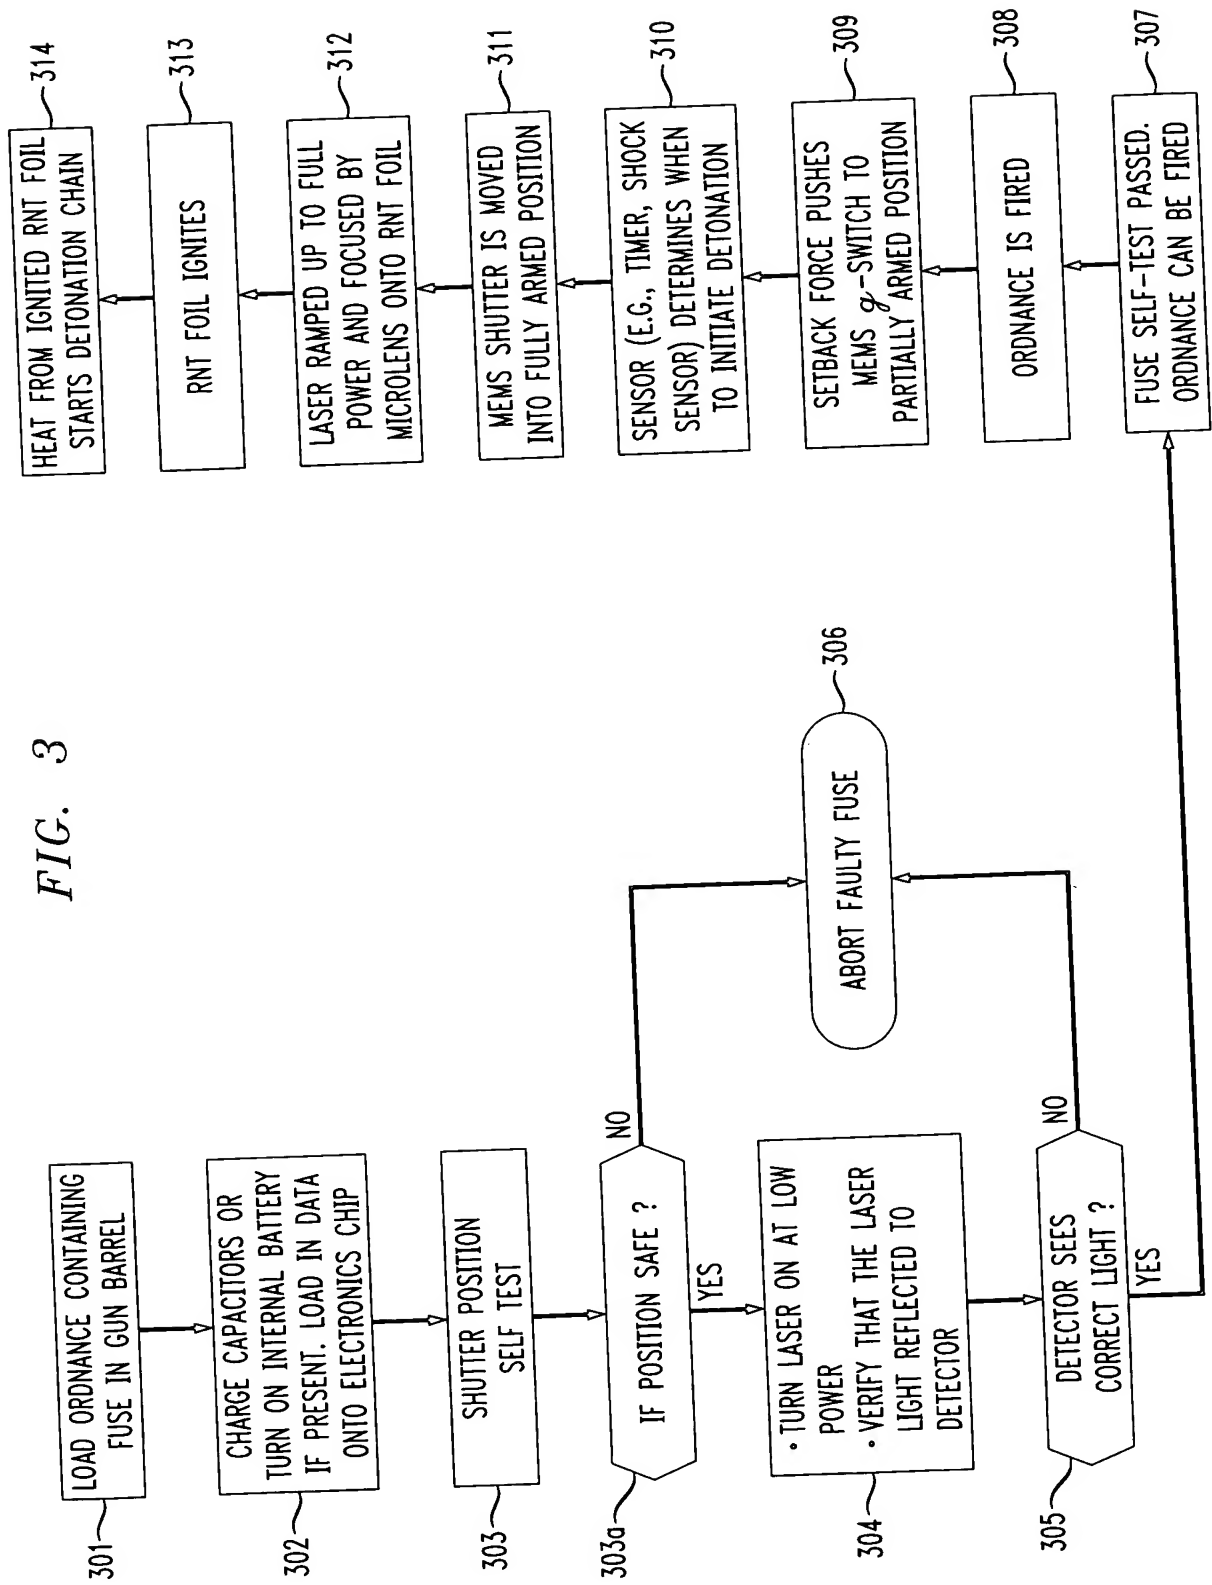 FIG. 3
301
LOAD ORDNANCE CONTAINING
FUSE IN GUN BARREL
302
CHARGE CAPACITORS OR
TURN ON INTERNAL BATTERY
IF PRESENT. LOAD IN DATA
ONTO ELECTRONICS CHIP
303
SHUTTER POSITION
SELF TEST
303a
IF POSITION SAFE ?
NO
YES
304
• TURN LASER ON AT LOW
POWER
• VERIFY THAT THE LASER
LIGHT REFLECTED TO
DETECTOR
305
DETECTOR SEES
CORRECT LIGHT ?
NO
YES
306
ABORT FAULTY FUSE
307
FUSE SELF-TEST PASSED.
ORDNANCE CAN BE FIRED
308
ORDNANCE IS FIRED
309
SETBACK FORCE PUSHES
MEMS g-SWITCH TO
PARTIALLY ARMED POSITION
310
SENSOR (E.G., TIMER, SHOCK
SENSOR) DETERMINES WHEN
TO INITIATE DETONATION
311
MEMS SHUTTER IS MOVED
INTO FULLY ARMED POSITION
312
LASER RAMPED UP TO FULL
POWER AND FOCUSED BY
MICROLENS ONTO RNT FOIL
313
RNT FOIL IGNITES
314
HEAT FROM IGNITED RNT FOIL
STARTS DETONATION CHAIN